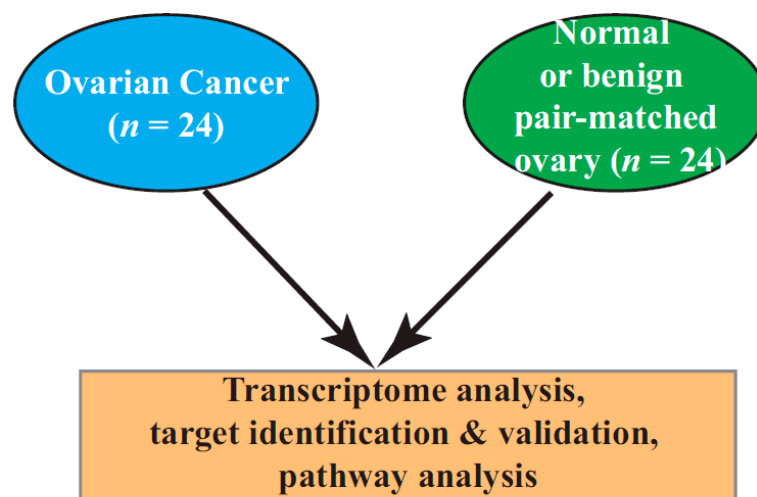 Ovarian Cancer
(n = 24)
Normal
or benign
pair-matched
ovary (n = 24)
Transcriptome analysis,
target identification & validation,
pathway analysis